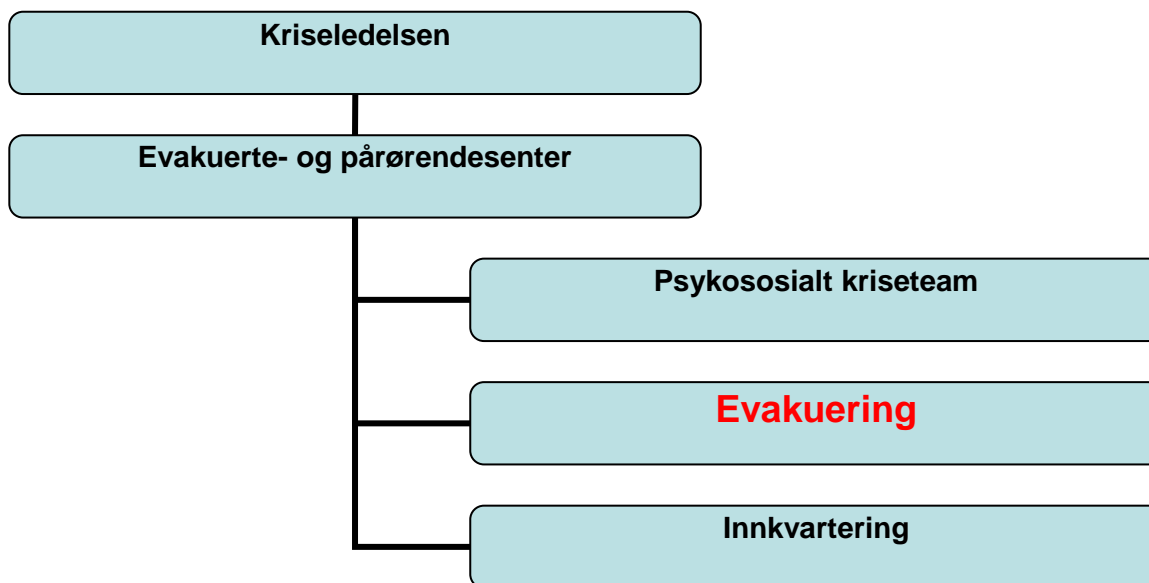 Kriseledelsen
Evakuerte- og pårørendesenter
Psykososialt kriseteam
Evakuering
Innkvartering